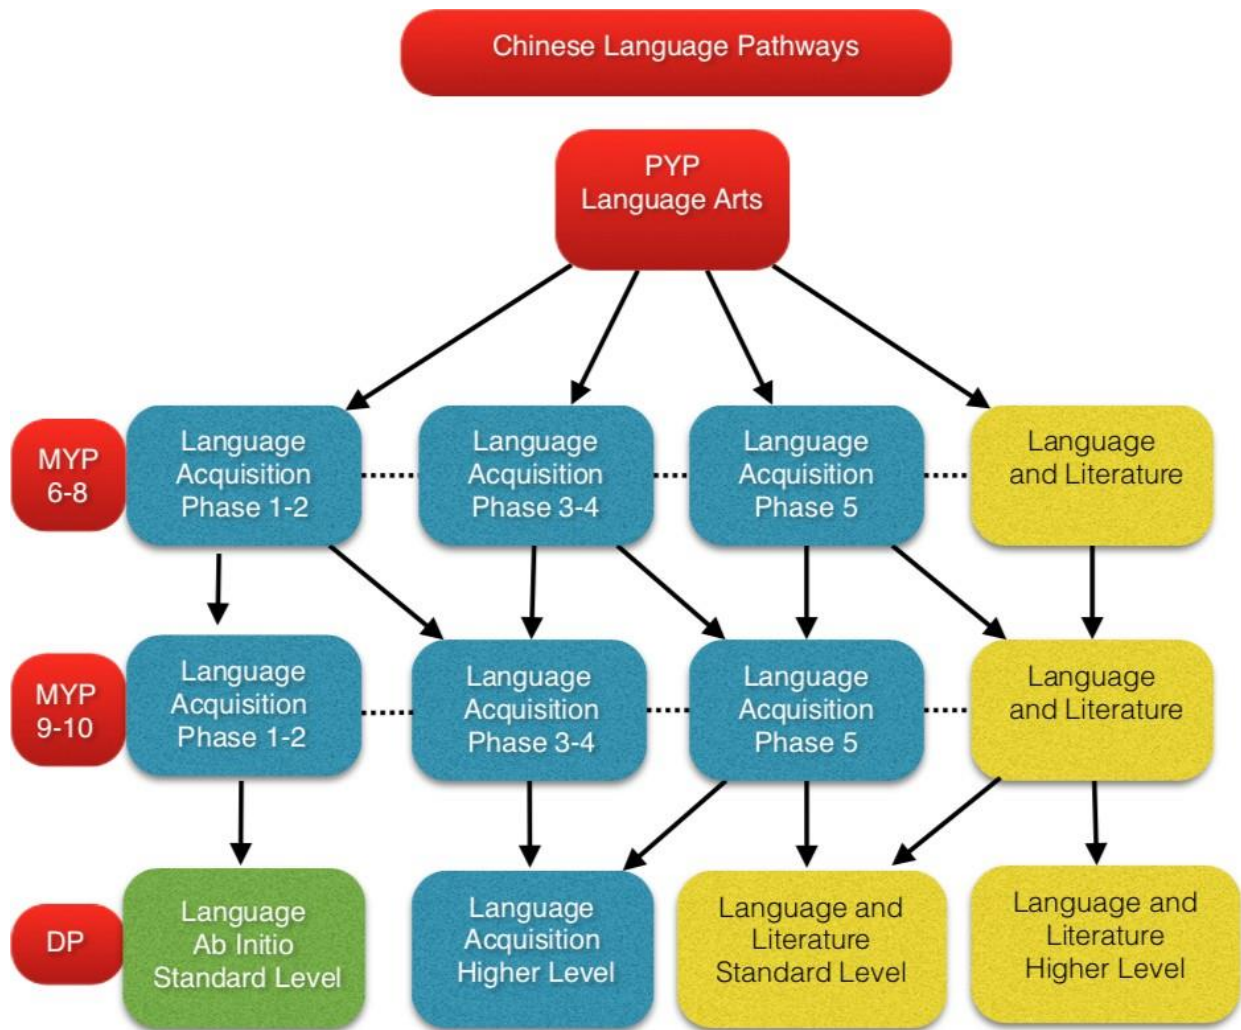 Chinese Language Pathways
PYP
Language Arts
MYP
6-8
Language
Acquisition
Phase 1-2
Language
Acquisition
Phase 3-4
Language
Acquisition
Phase 5
Language
and Literature
MYP
9-10
Language
Acquisition
Phase 1-2
Language
Acquisition
Phase 3-4
Language
Acquisition
Phase 5
Language
and Literature
DP
Language
Ab Initio
Standard Level
Language
Acquisition
Higher Level
Language and
Literature
Standard Level
Language and
Literature
Higher Level